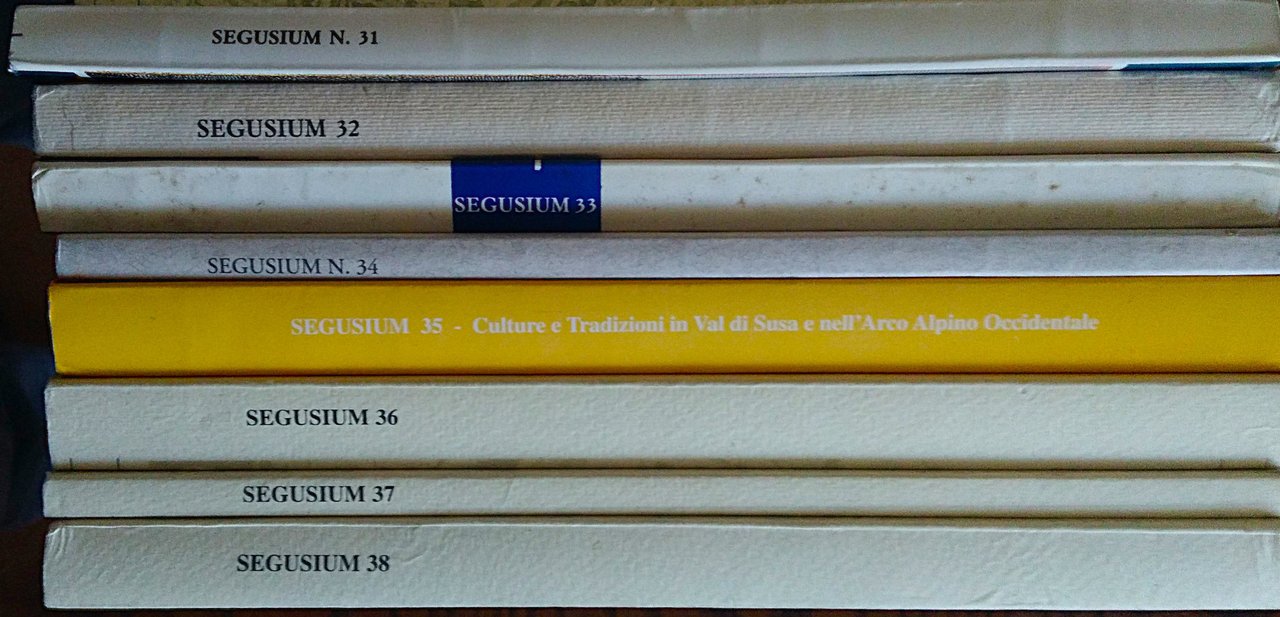 SEGUSIUM N. 31
SEGUSIUM 32
SEGUSIUM 33
SEGUSIUM N. 34
SEGUSIUM 35 - Culture e Tradizioni in Val di Susa e nell'Arco Alpino Occidentale
SEGUSIUM 36
SEGUSIUM 37
SEGUSIUM 38